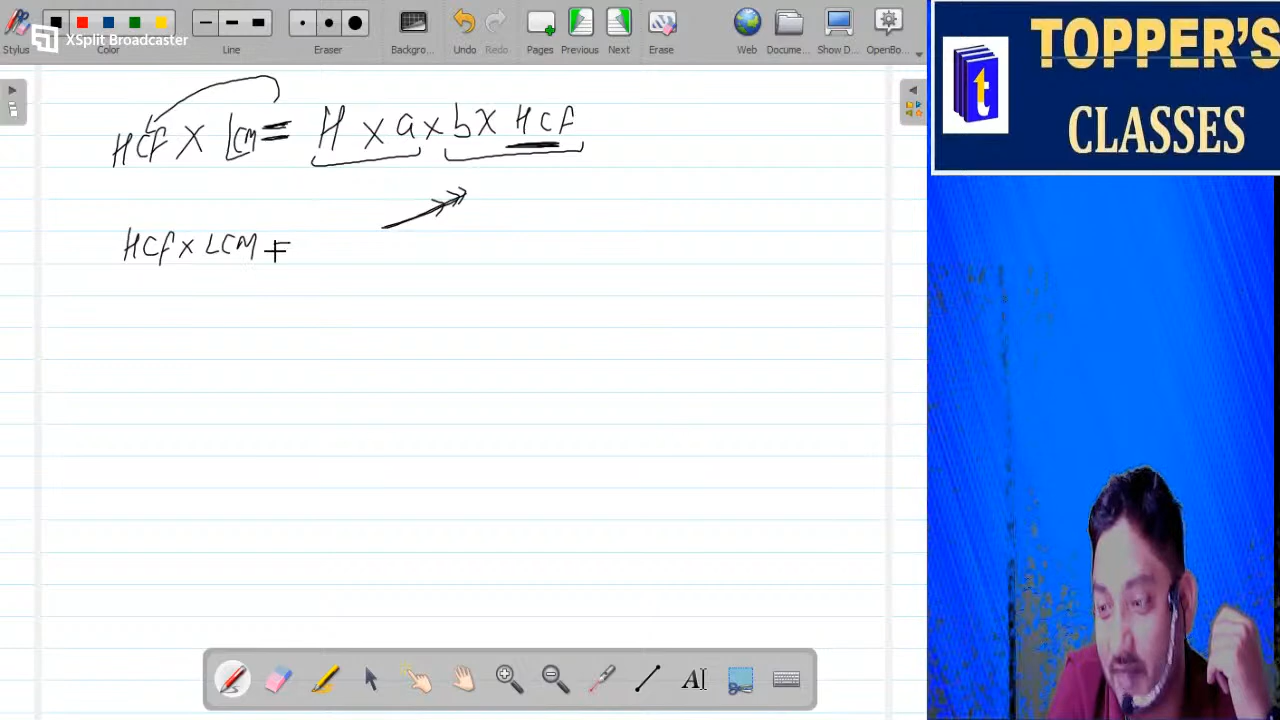 Stylus
Color
Line
Eraser
Backgro...
Undo
Redo
Pages
Previous
Next
Erase
Web
Docume...
Show D...
OpenBo...
XSplit Broadcaster
TOPPER'S
CLASSES
t
HCF × LCM = H × a × b × HCF
HCF × LCM =
A